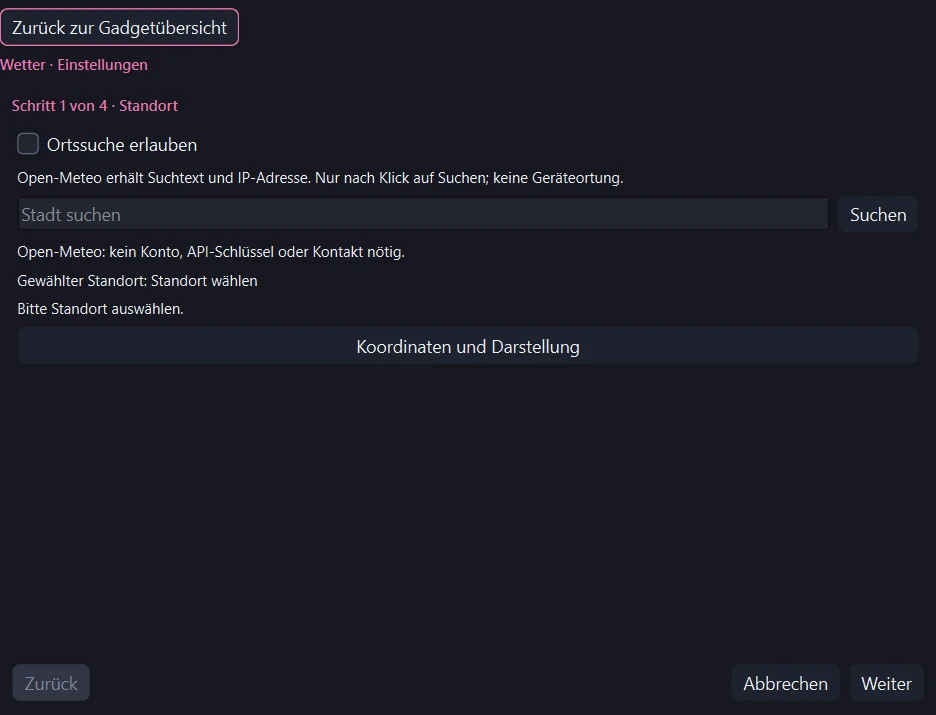 Zurück zur Gadgetübersicht
Wetter · Einstellungen
Schritt 1 von 4 · Standort
Ortssuche erlauben
Open-Meteo erhält Suchtext und IP-Adresse. Nur nach Klick auf Suchen; keine Geräteortung.
Stadt suchen
Suchen
Open-Meteo: kein Konto, API-Schlüssel oder Kontakt nötig.
Gewählter Standort: Standort wählen
Bitte Standort auswählen.
Koordinaten und Darstellung
Zurück
Abbrechen
Weiter